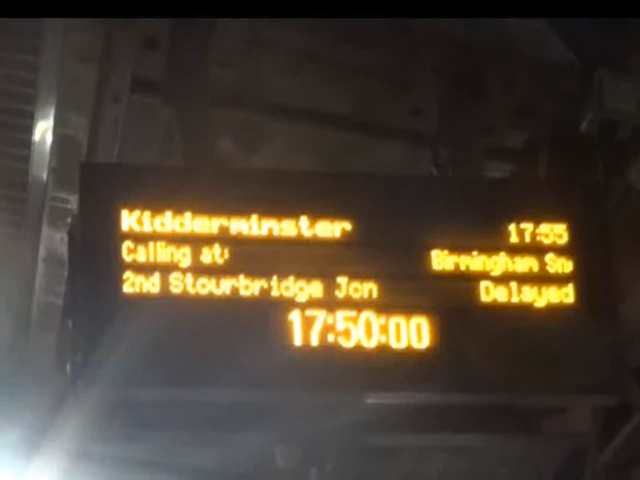 Kidderminster 17:55
Calling at: Birmingham Sn
2nd Stourbridge Jcn Delayed
17:50:00